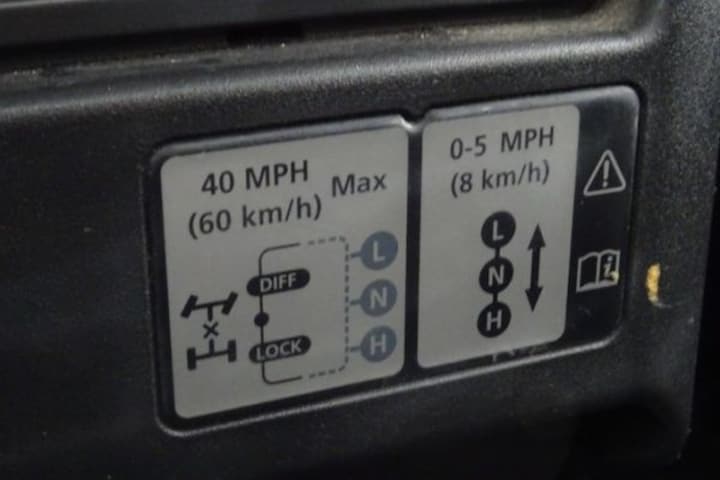 40 MPH
(60 km/h)
Max
DIFF
LOCK
L
N
H
0-5 MPH
(8 km/h)
L
N
H
!
i